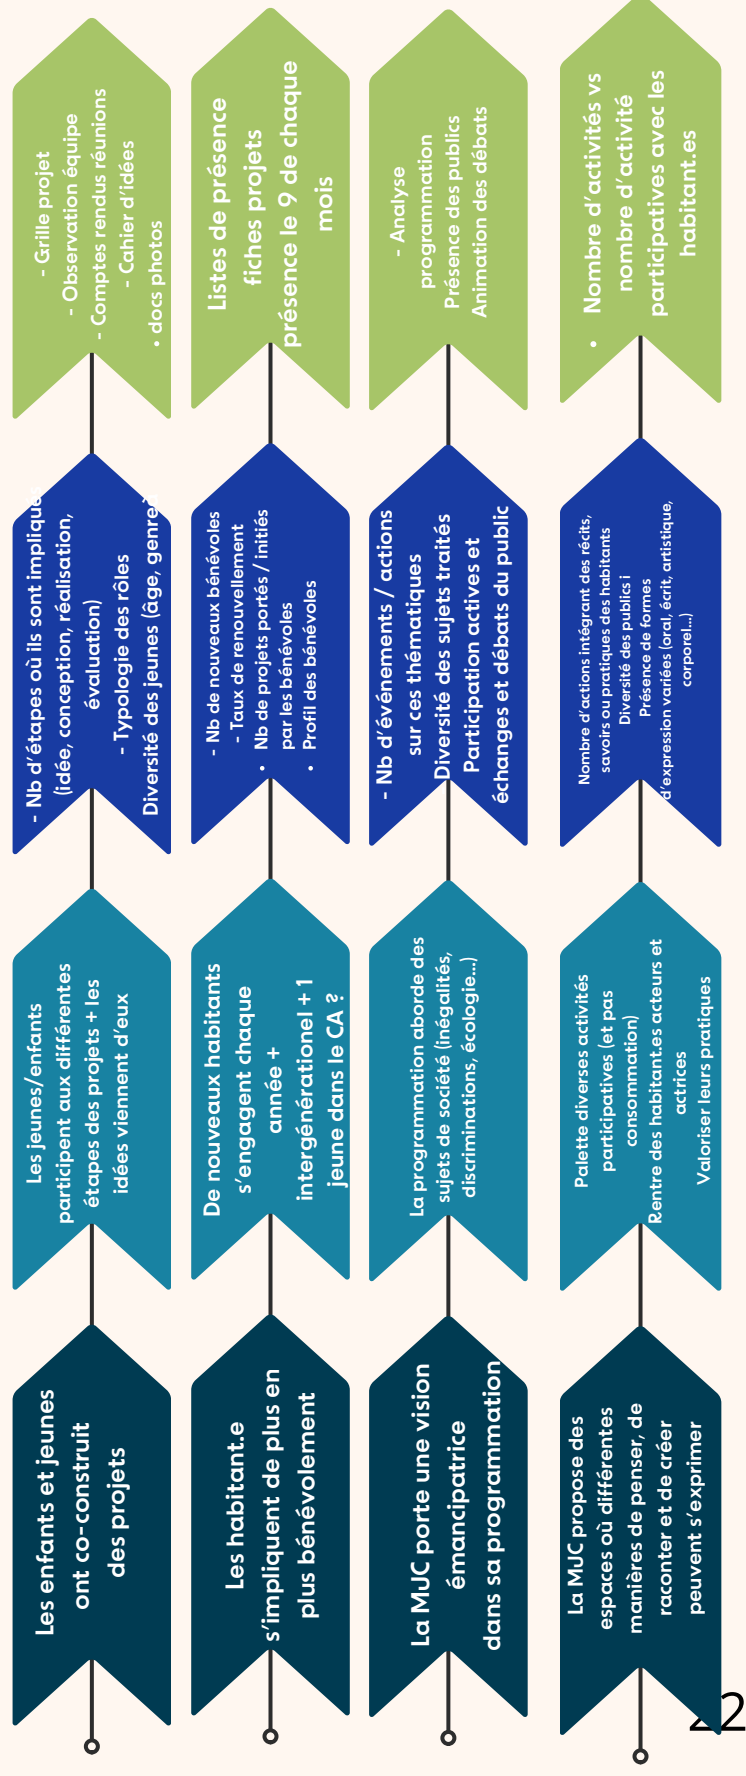 Les enfants et jeunes
ont co-construit
des projets
Les jeunes/enfants
participent aux différentes
étapes des projets + les
idées viennent d'eux
- Nb d'étapes où ils sont impliqué
(idée, conception, réalisation,
évaluation)
- Typologie des rôles
Diversité des jeunes (âge, genre)
- Grille projet
- Observation équipe
- Comptes rendus réunions
- Cahier d'idées
• docs photos
Les habitant.e
s'impliquent de plus en
plus bénévolement
De nouveaux habitants
s'engagent chaque
année +
intergénérationel + 1
jeune dans le CA ?
- Nb de nouveaux bénévoles
- Taux de renouvellement
• Nb de projets portés / initiés
par les bénévoles
• Profil des bénévoles
Listes de présence
fiches projets
présence le 9 de chaque
mois
La MJC porte une vision
émancipatrice
dans sa programmation
La programmation aborde des
sujets de société (inégalités,
discriminations, écologie...)
- Nb d'événements / actions
sur ces thématiques
Diversité des sujets traités
Participation actives et
échanges et débats du public
- Analyse
programmation
Présence des publics
Animation des débats
La MJC propose des
espaces où différentes
manières de penser, de
raconter et de créer
peuvent s'exprimer
Palette diverses activités
participatives (et pas
consommation)
Rentre des habitant.es acteurs et
actrices
Valoriser leurs pratiques
Nombre d'actions intégrant des récits,
savoirs ou pratiques des habitants
Diversité des publics i
Présence de formes
d'expression variées (oral, écrit, artistique,
corporel...)
• Nombre d'activités vs
nombre d'activité
participatives avec les
habitant.es
22